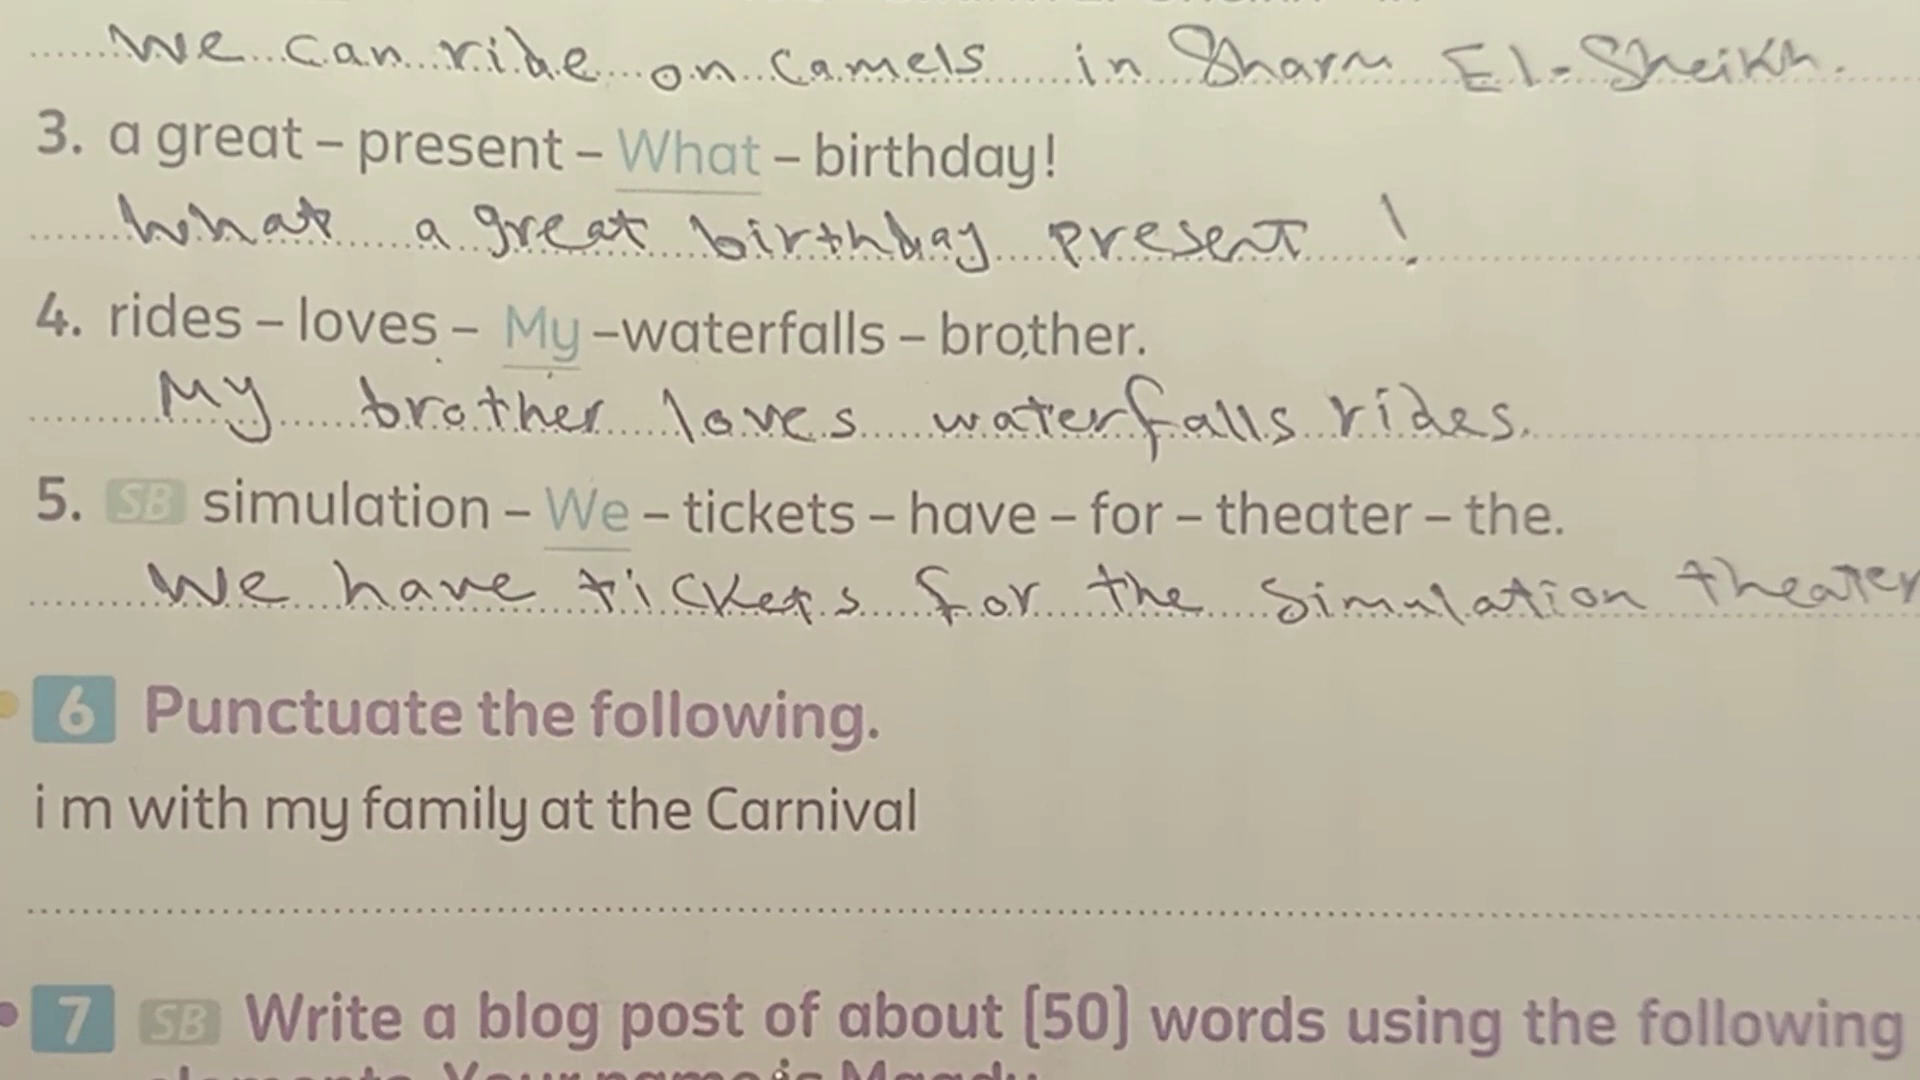 We can ride on camels in Sharm El-Sheikh.
3. a great – present – What – birthday!
What a great birthday present !
4. rides – loves – My –waterfalls – brother.
My brother loves waterfalls rides.
5. SB simulation – We – tickets – have – for – theater – the.
We have tickets for the simulation theater
6 Punctuate the following.
i m with my family at the Carnival
7 SB Write a blog post of about [50] words using the following